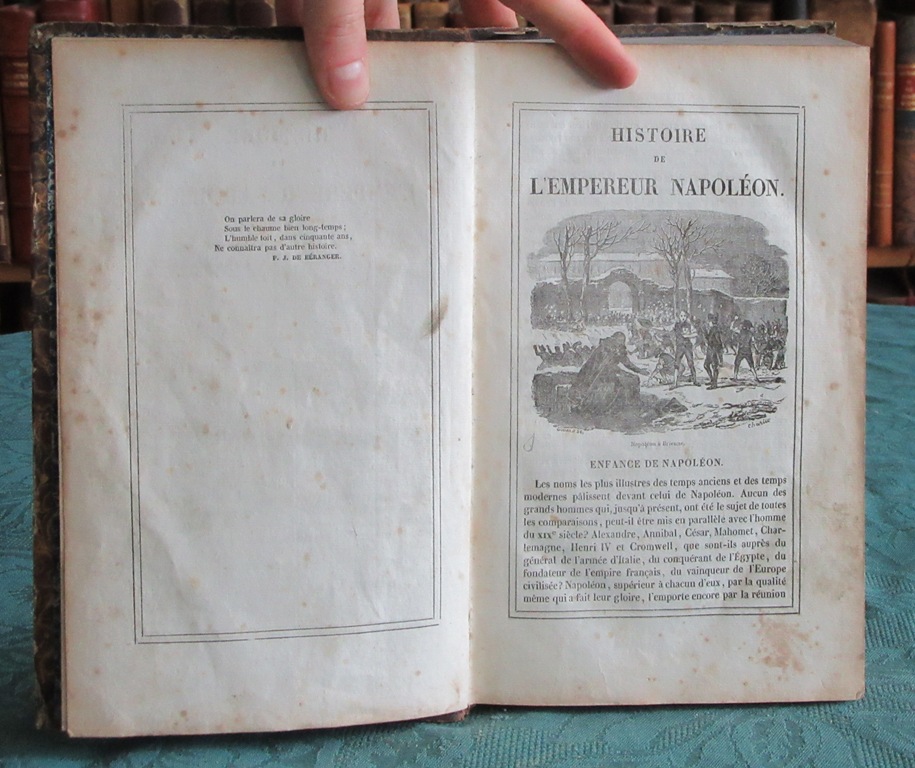 On parlera de sa gloire
Sous le chaume bien long-temps ;
L'humble toit, dans cinquante ans,
Ne connaîtra pas d'autre histoire.
P. J. DE BÉRANGER.
HISTOIRE
DE
L'EMPEREUR NAPOLÉON.
Napoléon à Brienne.
ENFANCE DE NAPOLÉON.
Les noms les plus illustres des temps anciens et des temps
modernes pâlissent devant celui de Napoléon. Aucun des
grands hommes qui, jusqu'à présent, ont été le sujet de toutes
les comparaisons, peut-il être mis en parallèle avec l'homme
du XIXe siècle? Alexandre, Annibal, César, Mahomet, Char-
lemagne, Henri IV et Cromwell, que sont-ils auprès du
général de l'armée d'Italie, du conquérant de l'Égypte, du
fondateur de l'empire français, du vainqueur de l'Europe
civilisée? Napoléon, supérieur à chacun d'eux, par la qualité
même qui a fait leur gloire, l'emporte encore par la réunion